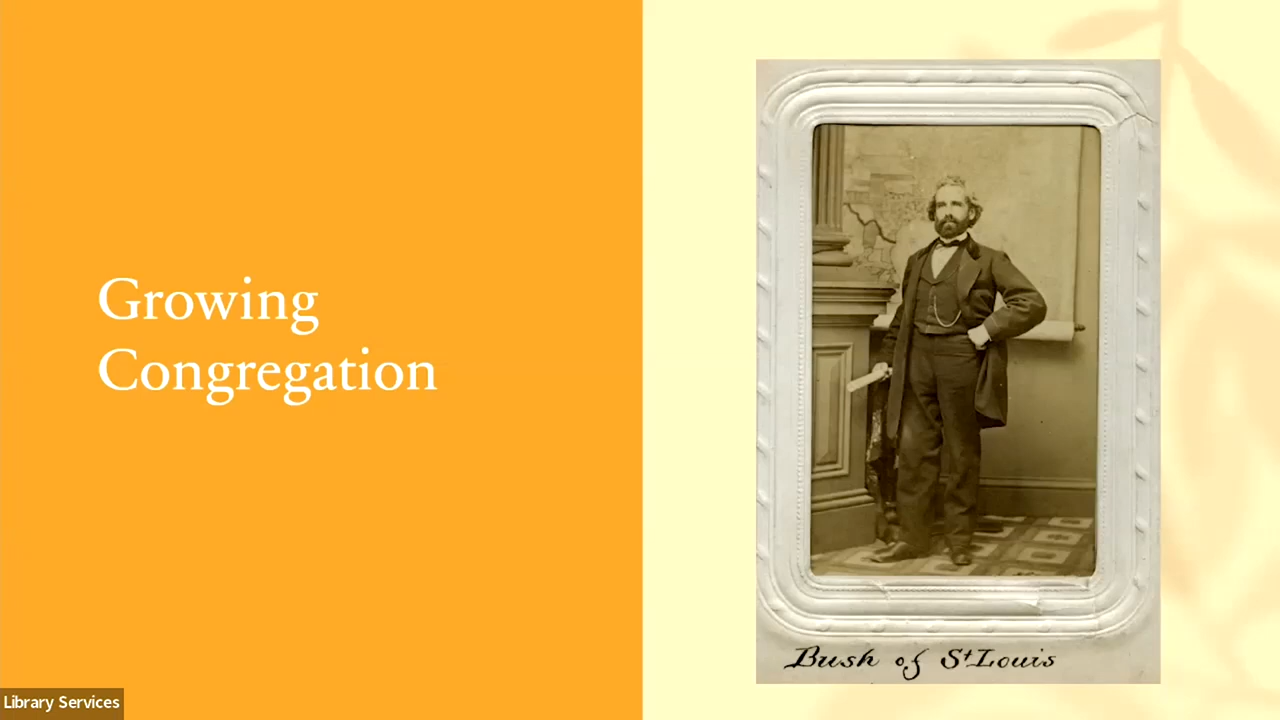 Growing
Congregation
Bush of St Louis
Library Services